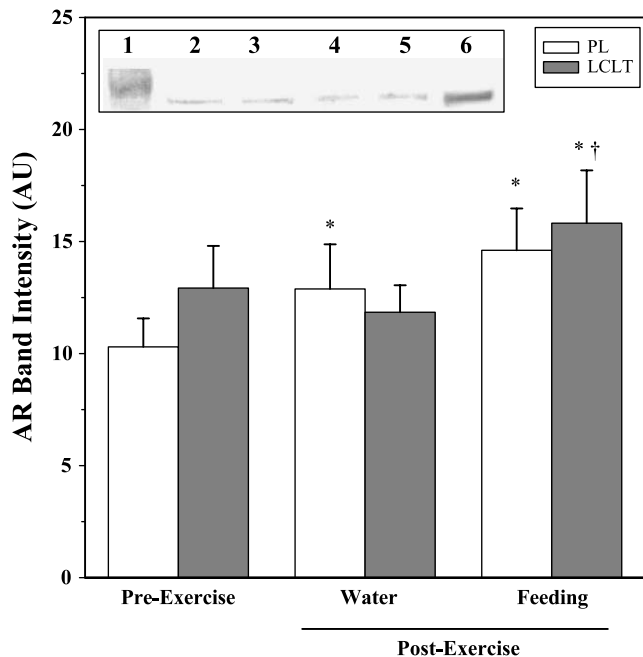 25
20
15
10
5
0
AR Band Intensity (AU)
1 2 3 4 5 6
PL
LCLT
*
*
* †
Pre-Exercise Water Feeding
Post-Exercise